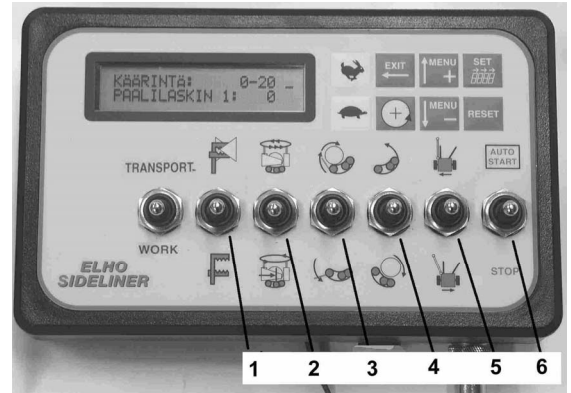 KÄÄRINTÄ: 0-20 _
PAALILASKIN 1: 0
EXIT
MENU
+
SET
MENU
−
RESET
TRANSPORT
AUTO
START
WORK
ELHO
SIDELINER
STOP
1 2 3 4 5 6